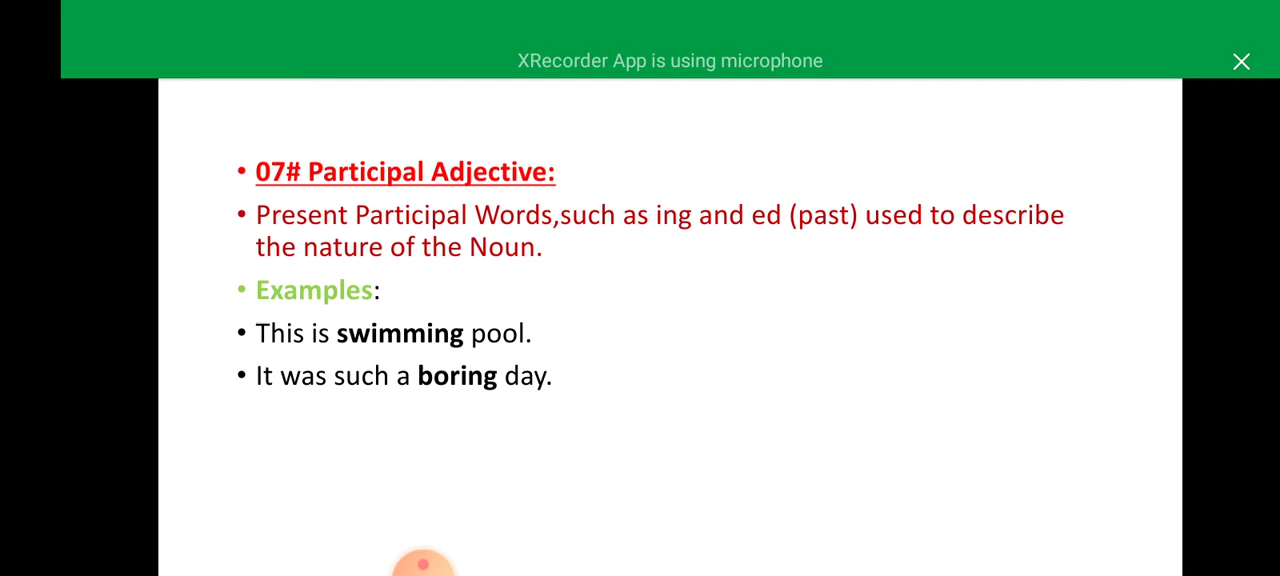 XRecorder App is using microphone
• 07# Participal Adjective:
• Present Participal Words,such as ing and ed (past) used to describe
the nature of the Noun.
• Examples:
• This is swimming pool.
• It was such a boring day.